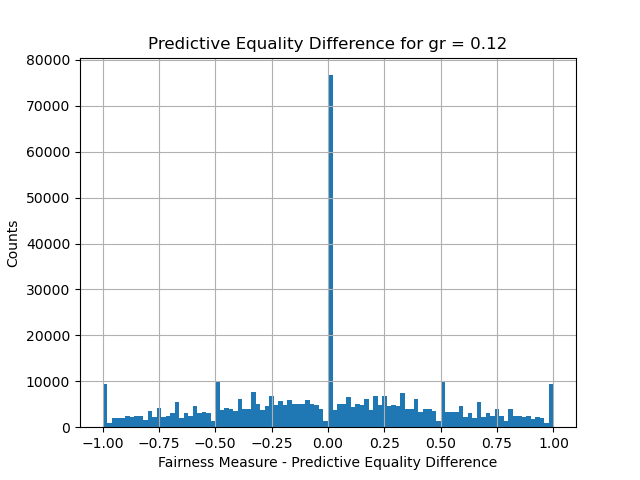 Predictive Equality Difference for gr = 0.12
80000
70000
60000
50000
40000
30000
20000
10000
0
Counts
−1.00 −0.75 −0.50 −0.25 0.00 0.25 0.50 0.75 1.00
Fairness Measure - Predictive Equality Difference